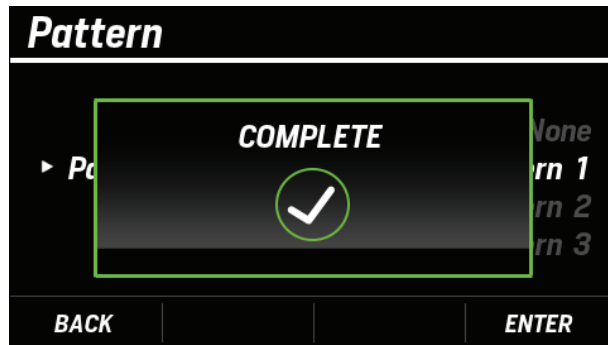 Pattern
COMPLETE
None
▸ Pa rn 1
rn 2
rn 3
BACK ENTER